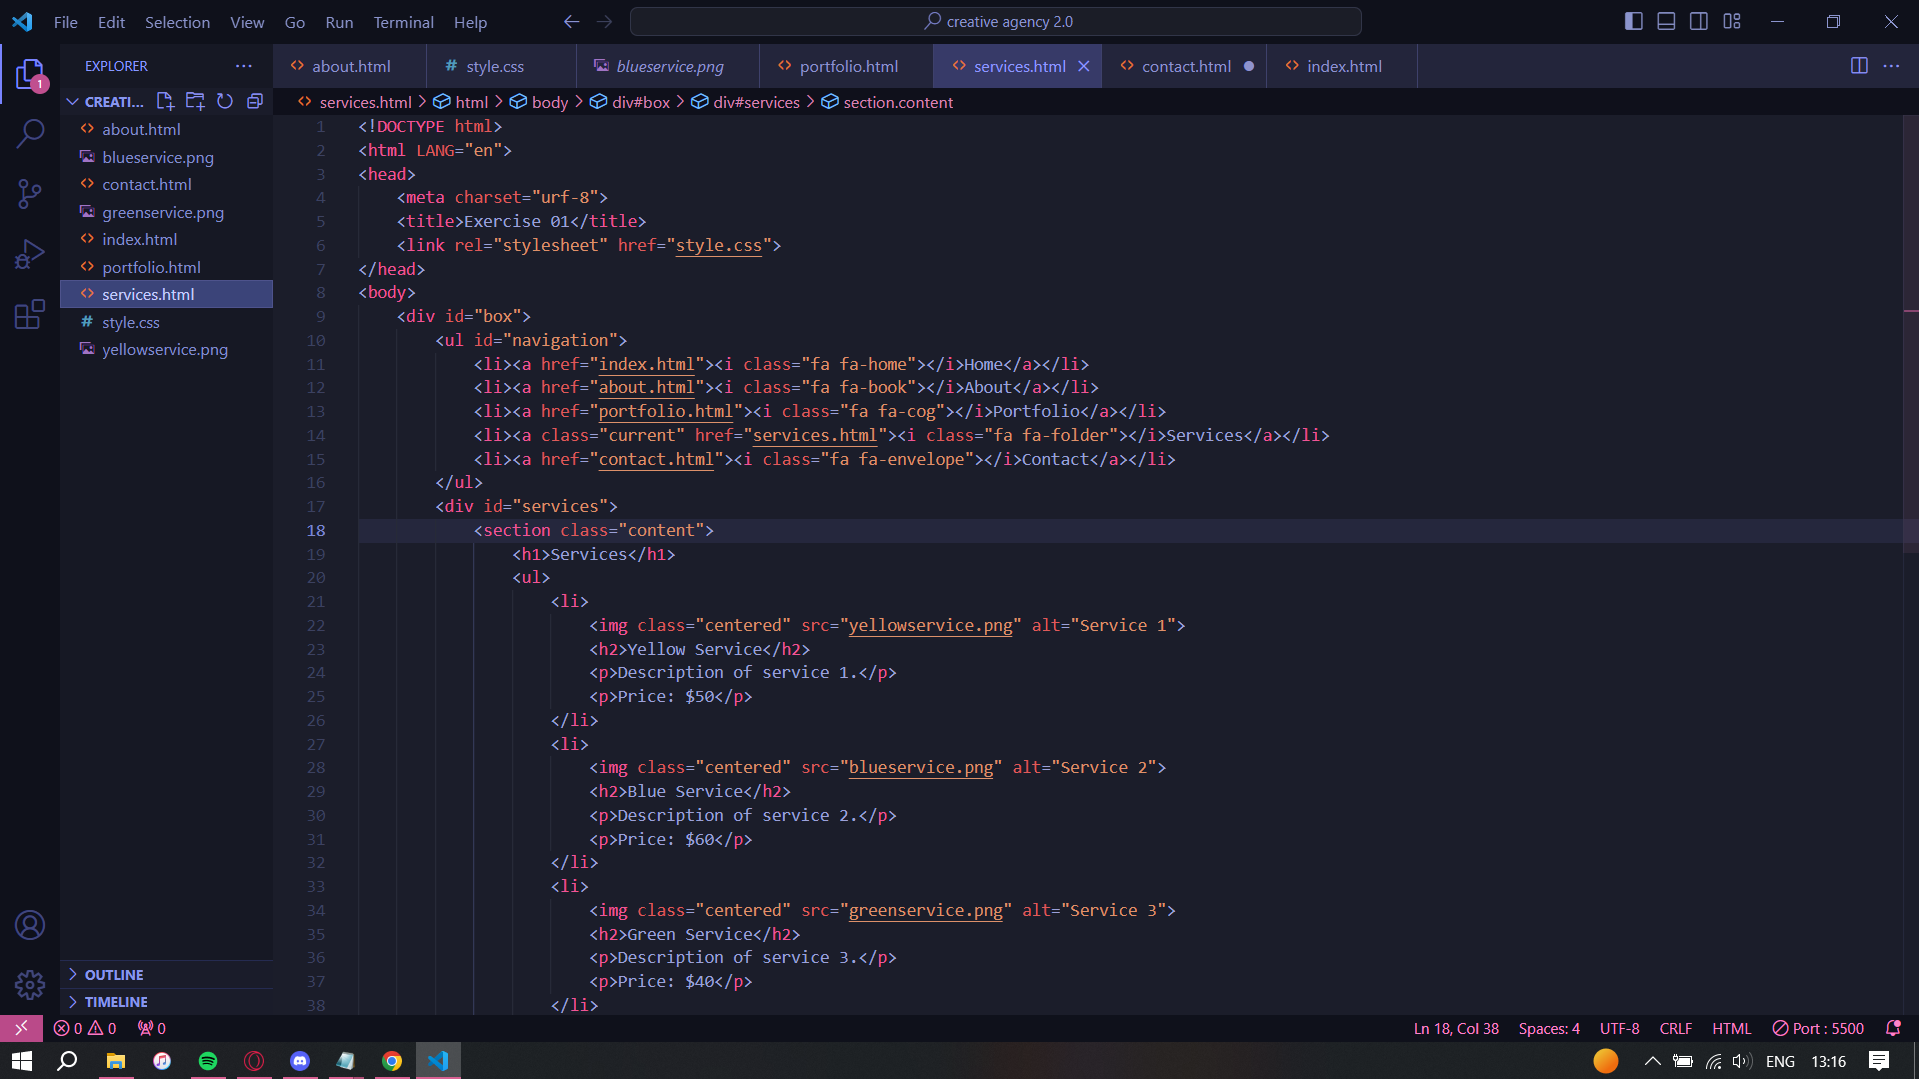 File Edit Selection View Go Run Terminal Help
creative agency 2.0
EXPLORER
about.html
style.css
blueservice.png
portfolio.html
services.html
contact.html
index.html
1
CREATI...
services.html > html > body > div#box > div#services > section.content
about.html
blueservice.png
contact.html
greenservice.png
index.html
portfolio.html
services.html
style.css
yellowservice.png
1 <!DOCTYPE html>
2 <html LANG="en">
3 <head>
4 <meta charset="urf-8">
5 <title>Exercise 01</title>
6 <link rel="stylesheet" href="style.css">
7 </head>
8 <body>
9 <div id="box">
10 <ul id="navigation">
11 <li><a href="index.html"><i class="fa fa-home"></i>Home</a></li>
12 <li><a href="about.html"><i class="fa fa-book"></i>About</a></li>
13 <li><a href="portfolio.html"><i class="fa fa-cog"></i>Portfolio</a></li>
14 <li><a class="current" href="services.html"><i class="fa fa-folder"></i>Services</a></li>
15 <li><a href="contact.html"><i class="fa fa-envelope"></i>Contact</a></li>
16 </ul>
17 <div id="services">
18 <section class="content">
19 <h1>Services</h1>
20 <ul>
21 <li>
22 <img class="centered" src="yellowservice.png" alt="Service 1">
23 <h2>Yellow Service</h2>
24 <p>Description of service 1.</p>
25 <p>Price: $50</p>
26 </li>
27 <li>
28 <img class="centered" src="blueservice.png" alt="Service 2">
29 <h2>Blue Service</h2>
30 <p>Description of service 2.</p>
31 <p>Price: $60</p>
32 </li>
33 <li>
34 <img class="centered" src="greenservice.png" alt="Service 3">
35 <h2>Green Service</h2>
36 <p>Description of service 3.</p>
37 <p>Price: $40</p>
38 </li>
OUTLINE
TIMELINE
0 0 0
Ln 18, Col 38 Spaces: 4 UTF-8 CRLF HTML Port : 5500
ENG 13:16